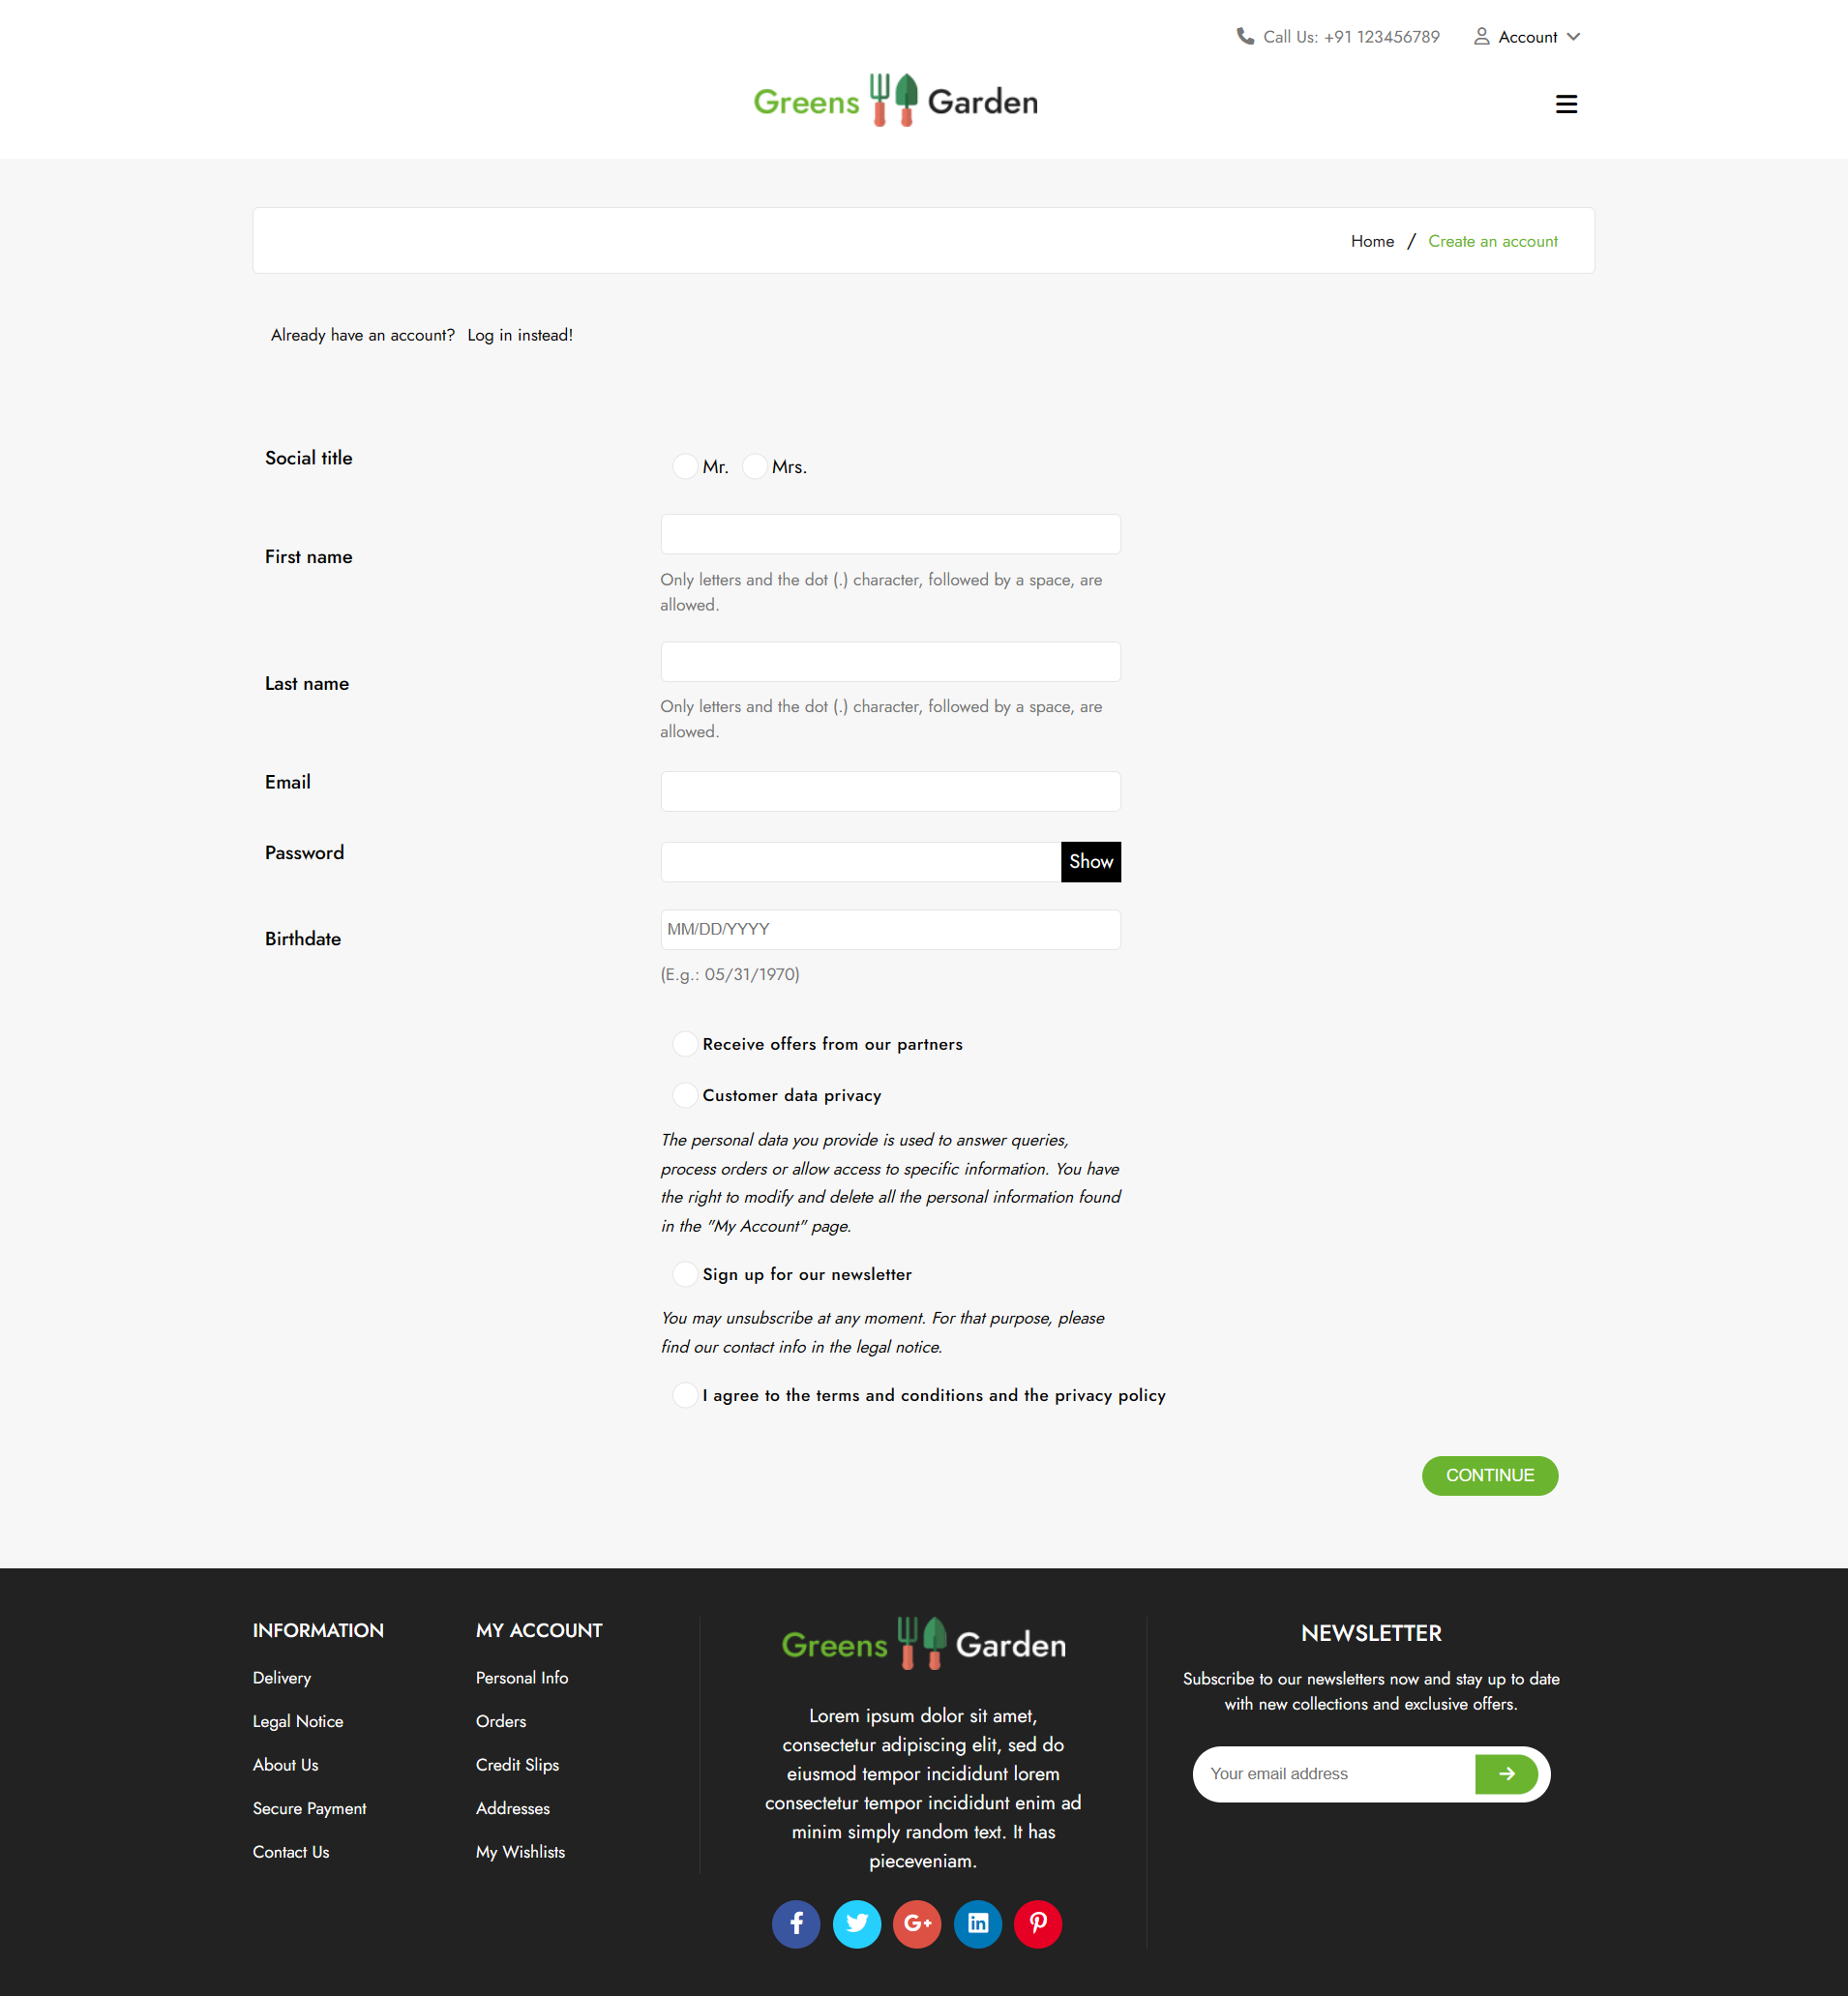 Call Us: +91 123456789 Account
Greens Garden
Home / Create an account
Already have an account? Log in instead!
Social title
Mr. Mrs.
First name
Only letters and the dot (.) character, followed by a space, are
allowed.
Last name
Only letters and the dot (.) character, followed by a space, are
allowed.
Email
Password
Show
Birthdate
MM/DD/YYYY
(E.g.: 05/31/1970)
Receive offers from our partners
Customer data privacy
The personal data you provide is used to answer queries,
process orders or allow access to specific information. You have
the right to modify and delete all the personal information found
in the "My Account" page.
Sign up for our newsletter
You may unsubscribe at any moment. For that purpose, please
find our contact info in the legal notice.
I agree to the terms and conditions and the privacy policy
CONTINUE
INFORMATION
Delivery
Legal Notice
About Us
Secure Payment
Contact Us
MY ACCOUNT
Personal Info
Orders
Credit Slips
Addresses
My Wishlists
Greens Garden
Lorem ipsum dolor sit amet,
consectetur adipiscing elit, sed do
eiusmod tempor incididunt lorem
consectetur tempor incididunt enim ad
minim simply random text. It has
pieceveniam.
NEWSLETTER
Subscribe to our newsletters now and stay up to date
with new collections and exclusive offers.
Your email address